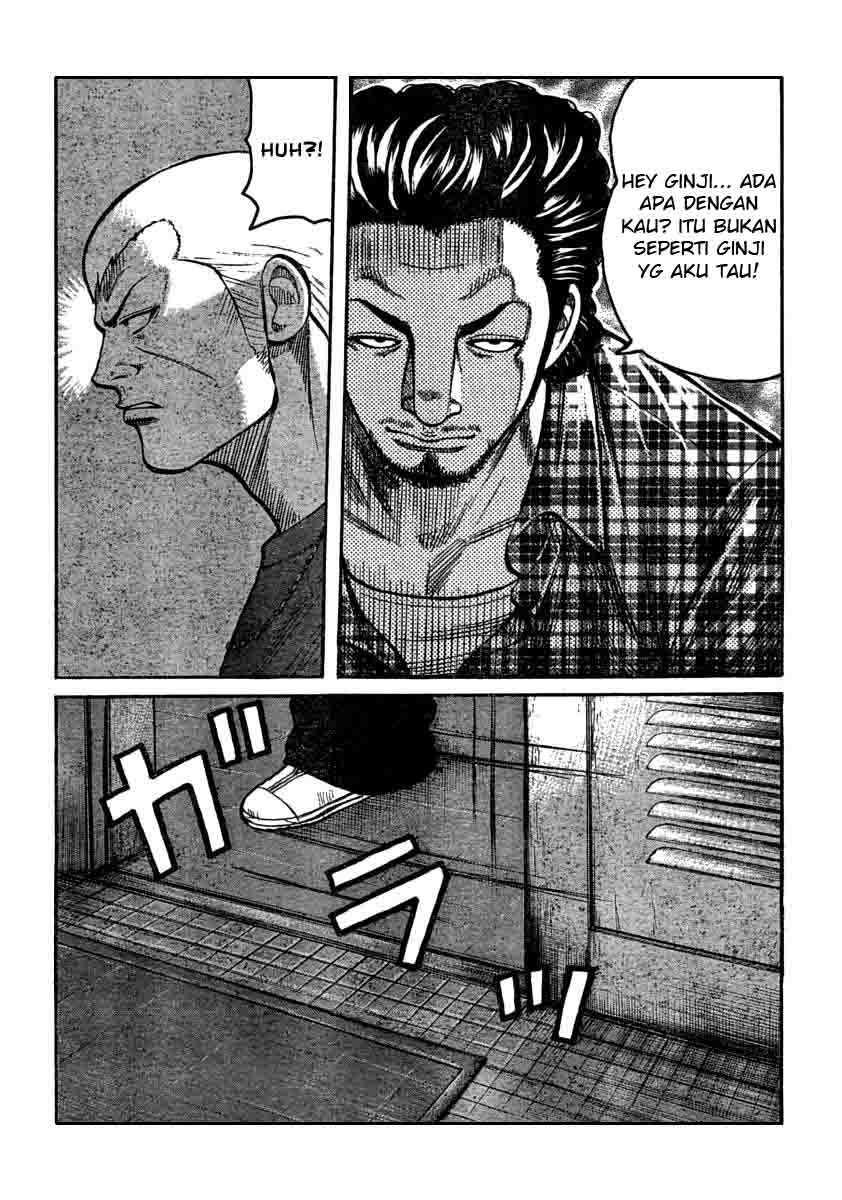 HEY GINJI... ADA
APA DENGAN
KAU? ITU BUKAN
SEPERTI GINJI
YG AKU TAU!
HUH?!
ガ
ラッ